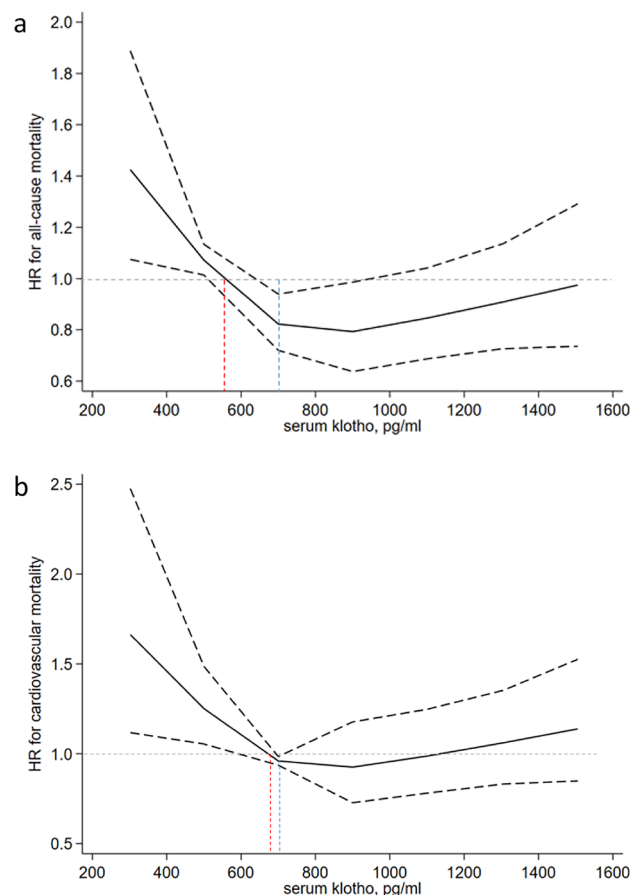 a
HR for all-cause mortality
2.0
1.8
1.6
1.4
1.2
1.0
0.8
0.6
200 400 600 800 1000 1200 1400 1600
serum klotho, pg/ml
b
HR for cardiovascular mortality
2.5
2.0
1.5
1.0
0.5
200 400 600 800 1000 1200 1400 1600
serum klotho, pg/ml